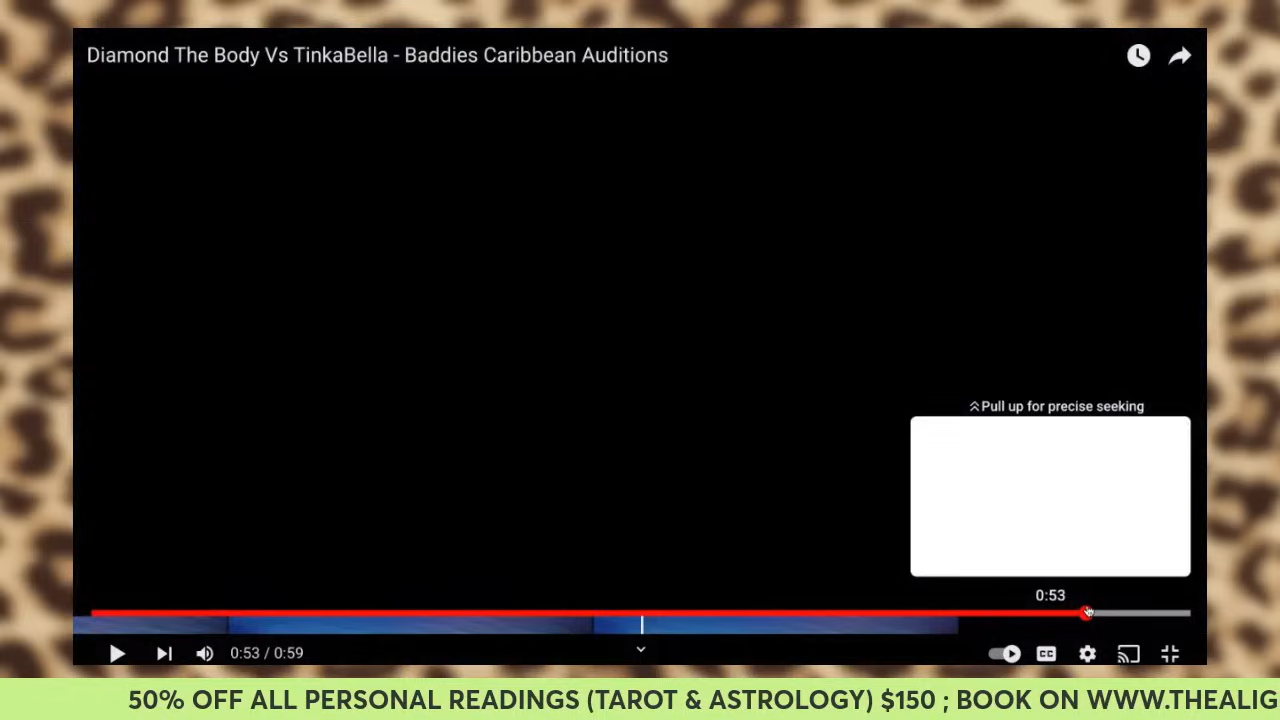 Diamond The Body Vs TinkaBella - Baddies Caribbean Auditions
Pull up for precise seeking
0:53
0:53 / 0:59
CC
50% OFF ALL PERSONAL READINGS (TAROT & ASTROLOGY) $150 ; BOOK ON WWW.THEALIG